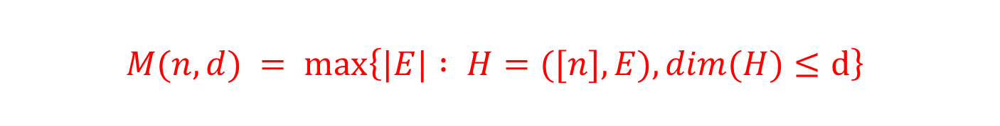 M(n,d) = max{|E| : H = ([n],E), dim(H) ≤ d}